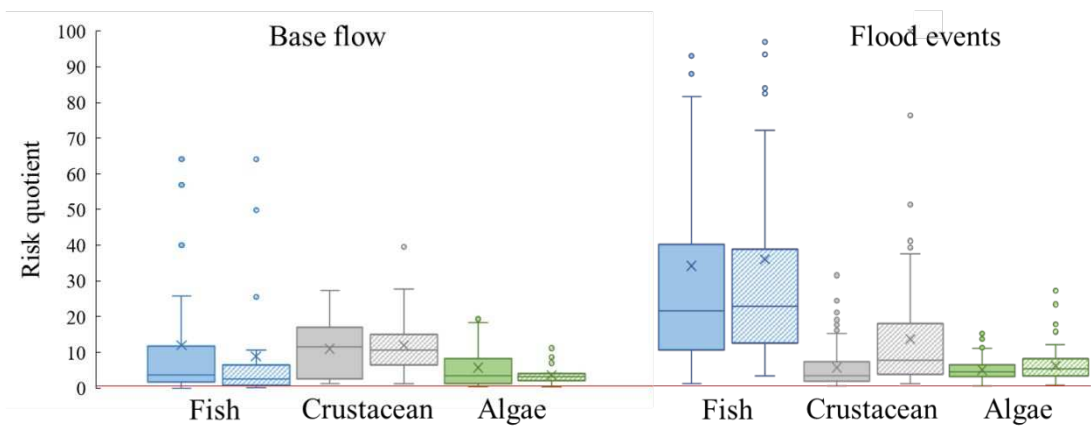 Base flow
Flood events
Risk quotient
100
90
80
70
60
50
40
30
20
10
0
Fish
Crustacean
Algae
Fish
Crustacean
Algae